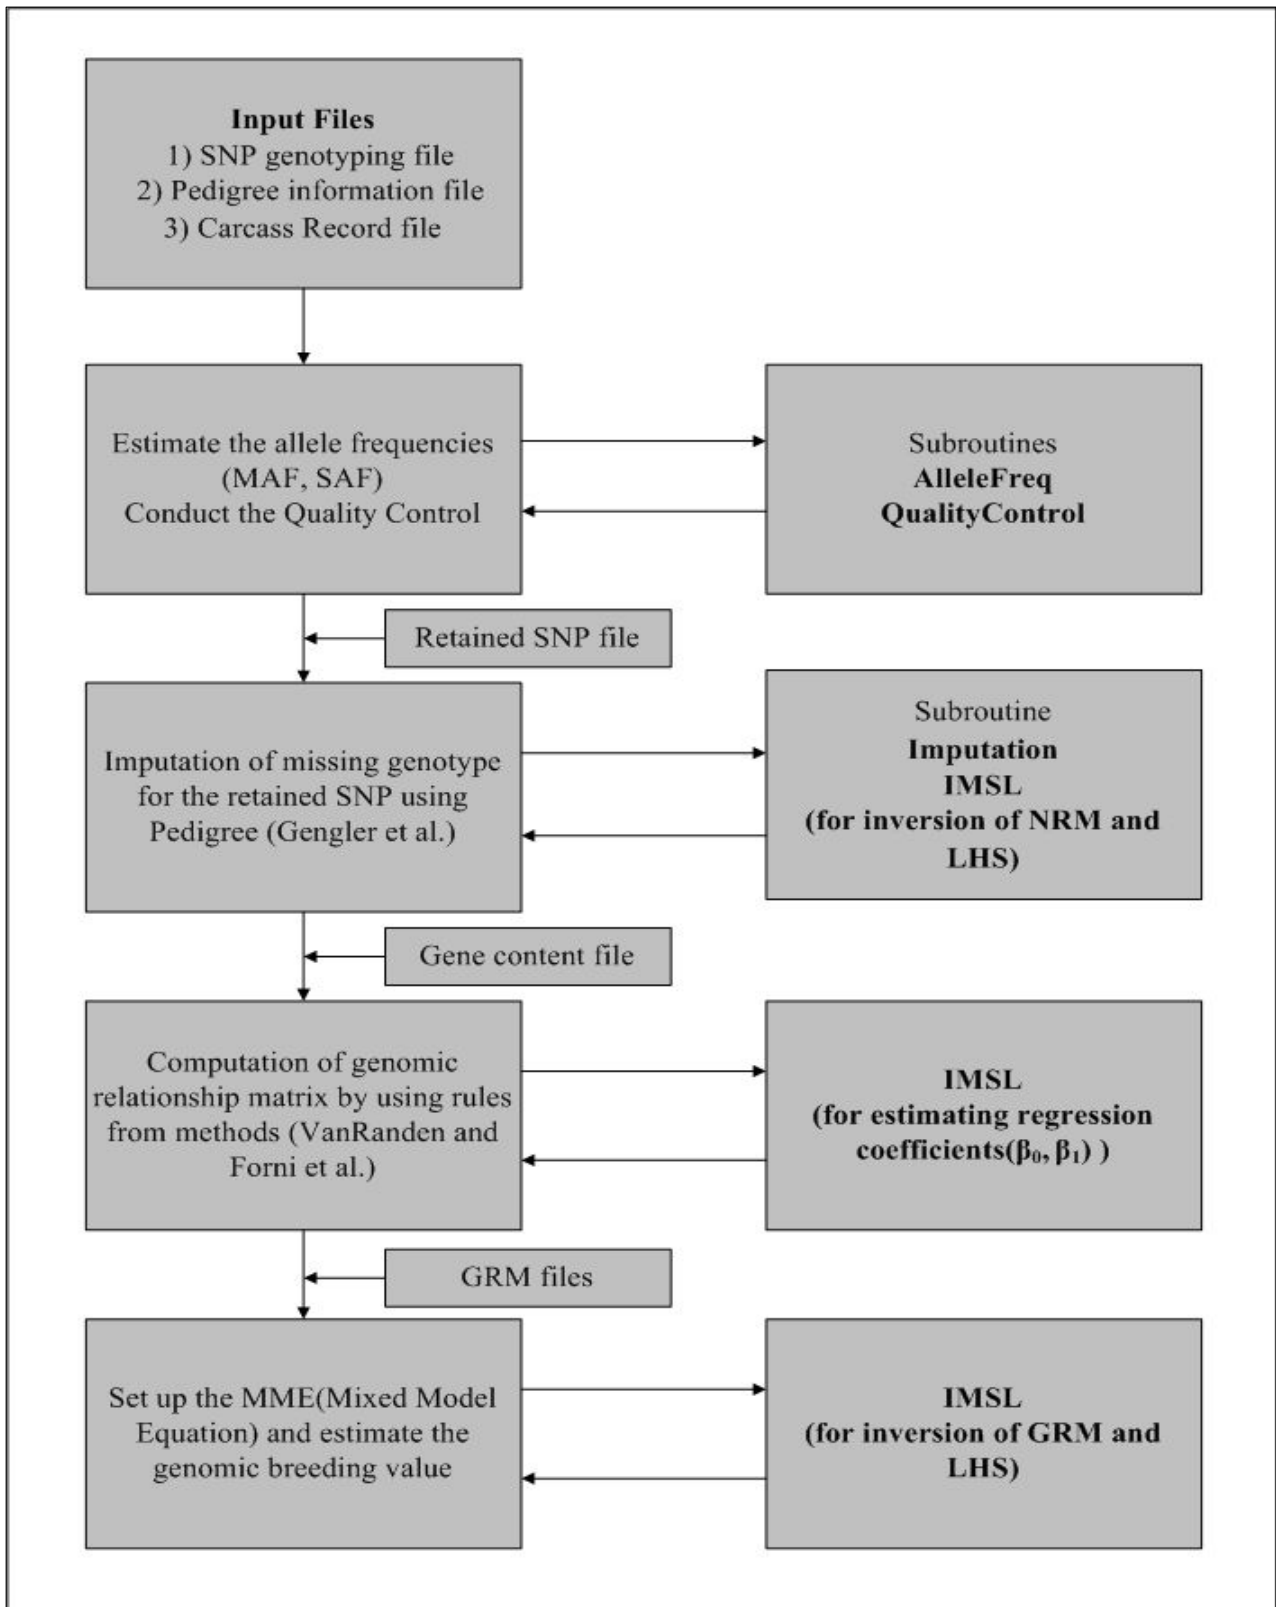 Input Files
1) SNP genotyping file
2) Pedigree information file
3) Carcass Record file
Estimate the allele frequencies
(MAF, SAF)
Conduct the Quality Control
Subroutines
AlleleFreq
QualityControl
Retained SNP file
Imputation of missing genotype
for the retained SNP using
Pedigree (Gengler et al.)
Subroutine
Imputation
IMSL
(for inversion of NRM and
LHS)
Gene content file
Computation of genomic
relationship matrix by using rules
from methods (VanRanden and
Forni et al.)
IMSL
(for estimating regression
coefficients(β₀, β₁) )
GRM files
Set up the MME(Mixed Model
Equation) and estimate the
genomic breeding value
IMSL
(for inversion of GRM and
LHS)